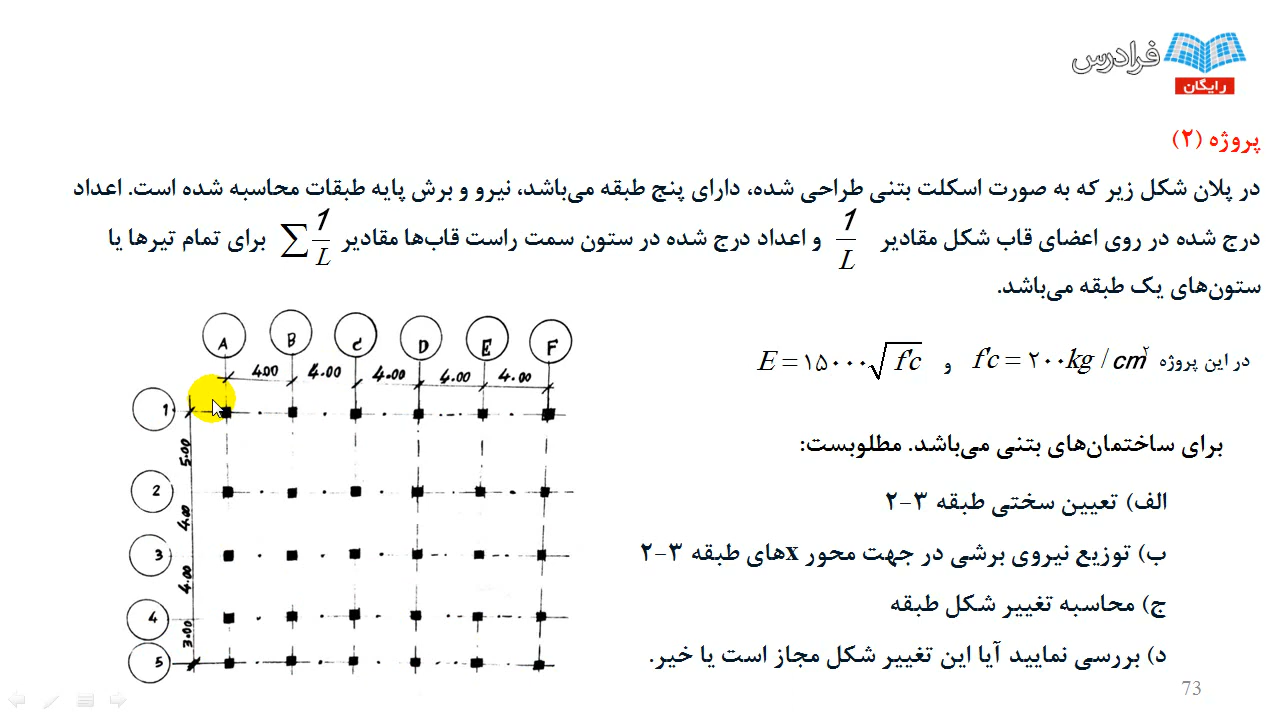 فرادرس
رایگان
پروژه (۲)
در پلان شکل زیر که به صورت اسکلت بتنی طراحی شده، دارای پنج طبقه می‌باشد، نیرو و برش پایه طبقات محاسبه شده است. اعداد
درج شده در روی اعضای قاب شکل مقادیر 1/L و اعداد درج شده در ستون سمت راست قاب‌ها مقادیر ∑ 1/L برای تمام تیرها یا
ستون‌های یک طبقه می‌باشد.
در این پروژه f'c = ۲۰۰kg / cm^۲ و E = ۱۵۰۰۰√f'c
برای ساختمان‌های بتنی می‌باشد. مطلوبست:
الف) تعیین سختی طبقه ۳-۲
ب) توزیع نیروی برشی در جهت محور xهای طبقه ۳-۲
ج) محاسبه تغییر شکل طبقه
د) بررسی نمایید آیا این تغییر شکل مجاز است یا خیر.
A B C D E F
400 4.00 4.00 4.00 4.00
1
5.00
2
4.00
3
4.00
4
3.00
5
73